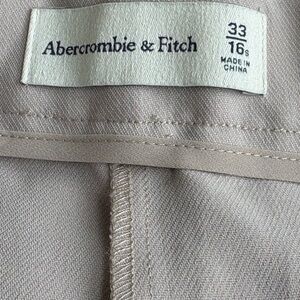 Abercrombie & Fitch
33
16s
MADE IN
CHINA